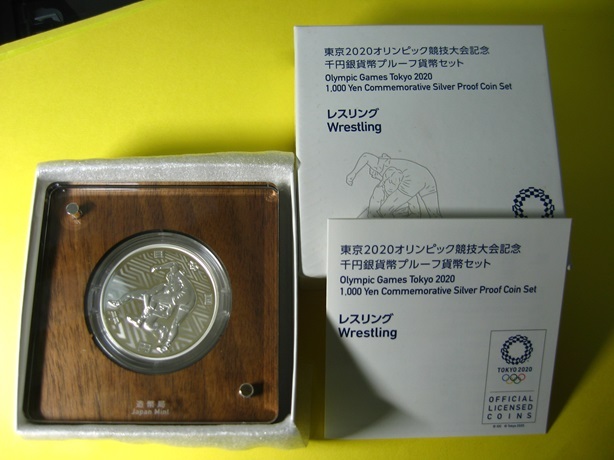 東京2020オリンピック競技大会記念
千円銀貨幣プルーフ貨幣セット
Olympic Games Tokyo 2020
1,000 Yen Commemorative Silver Proof Coin Set
レスリング
Wrestling
東京2020オリンピック競技大会記念
千円銀貨幣プルーフ貨幣セット
Olympic Games Tokyo 2020
1,000 Yen Commemorative Silver Proof Coin Set
レスリング
Wrestling
TOKYO 2020
OFFICIAL
LICENSED
COINS
造幣局
Japan Mint